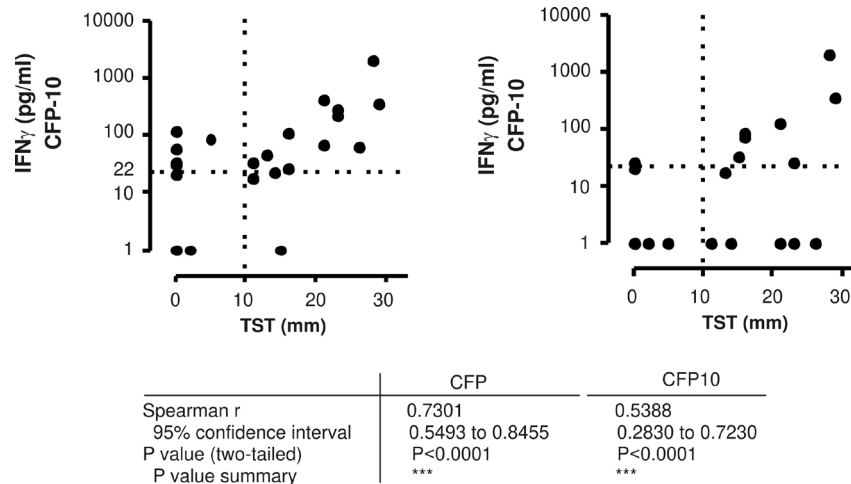 IFNγ (pg/ml)
CFP-10
10000
1000
100
22
10
1
0
10
20
30
TST (mm)
IFNγ (pg/ml)
CFP-10
10000
1000
100
22
10
1
0
10
20
30
TST (mm)
CFP
CFP10
Spearman r 0.7301 0.5388
95% confidence interval 0.5493 to 0.8455 0.2830 to 0.7230
P value (two-tailed) P<0.0001 P<0.0001
P value summary *** ***